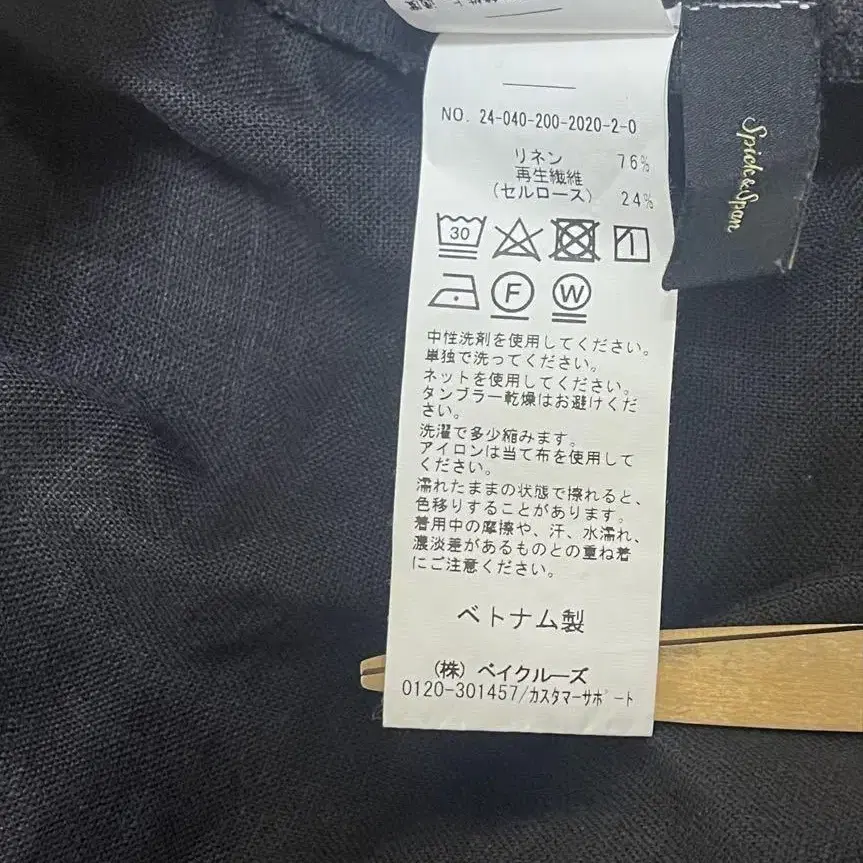 NO. 24-040-200-2020-2-0
リネン 76%
再生繊維
(セルロース) 24%
30
F W
中性洗剤を使用してください。
単独で洗ってください。
ネットを使用してください。
タンブラー乾燥はお避けくだ
さい。
洗濯で多少縮みます。
アイロンは当て布を使用して
ください。
濡れたままの状態で擦れると、
色移りすることがあります。
着用中の摩擦や、汗、水濡れ、
濃淡差があるものとの重ね着
にご注意ください。
ベトナム製
(株) ベイクルーズ
0120-301457/カスタマーサポート
Spick&Span